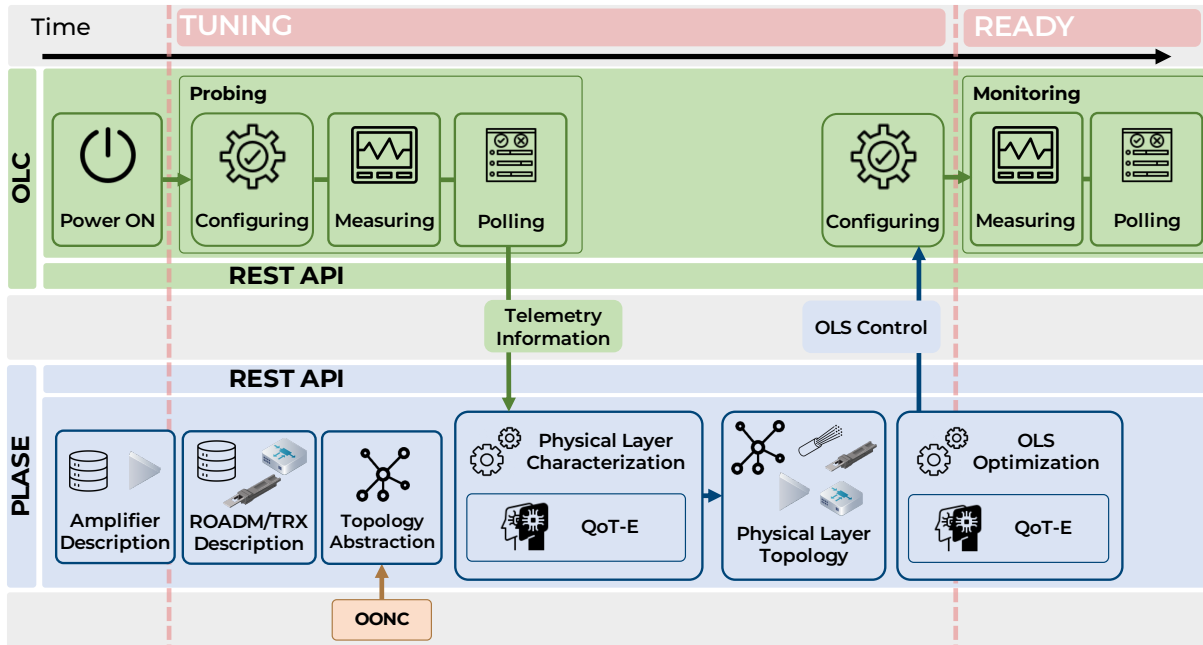 Time
TUNING
READY
OLC
Probing
Monitoring
Power ON
Configuring
Measuring
Polling
Configuring
Measuring
Polling
REST API
Telemetry
Information
OLS Control
PLASE
REST API
Amplifier
Description
ROADM/TRX
Description
Topology
Abstraction
Physical Layer
Characterization
QoT-E
Physical Layer
Topology
OLS
Optimization
QoT-E
OONC